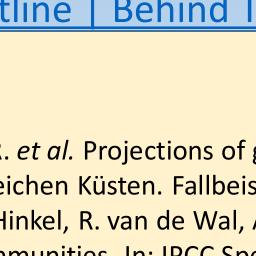 tline | Behind T
R. et al. Projections of g
eichen Küsten. Fallbeis
Hinkel, R. van de Wal, A
mmunities. In: IPCC Spe